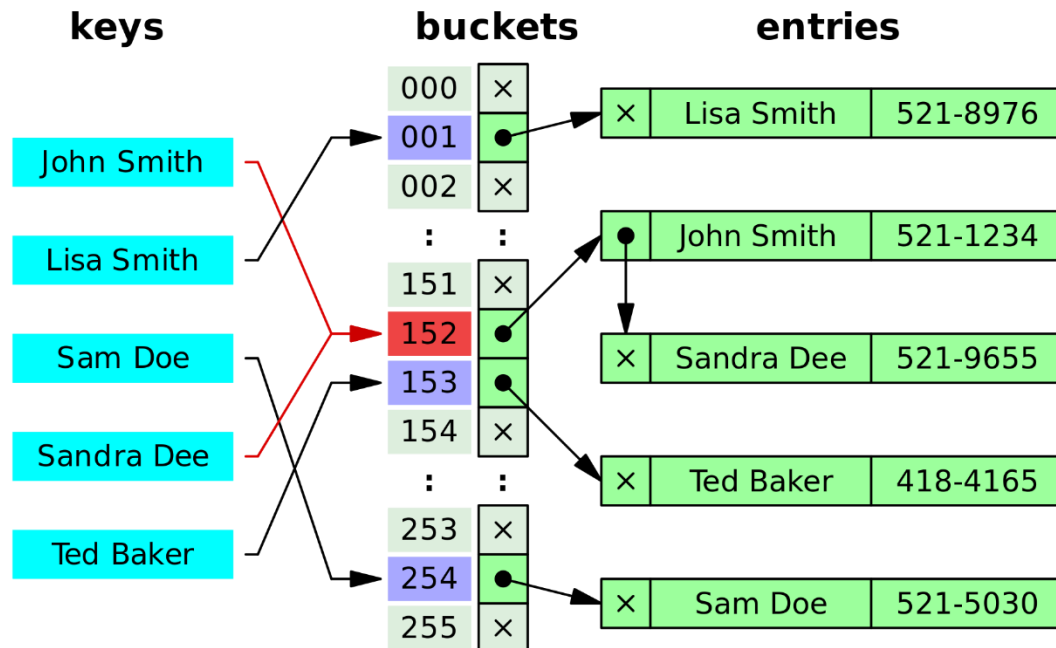 keys
buckets
entries
John Smith
Lisa Smith
Sam Doe
Sandra Dee
Ted Baker
000 ×
001
002 ×
: :
151 ×
152
153
154 ×
: :
253 ×
254
255 ×
× Lisa Smith 521-8976
John Smith 521-1234
× Sandra Dee 521-9655
× Ted Baker 418-4165
× Sam Doe 521-5030